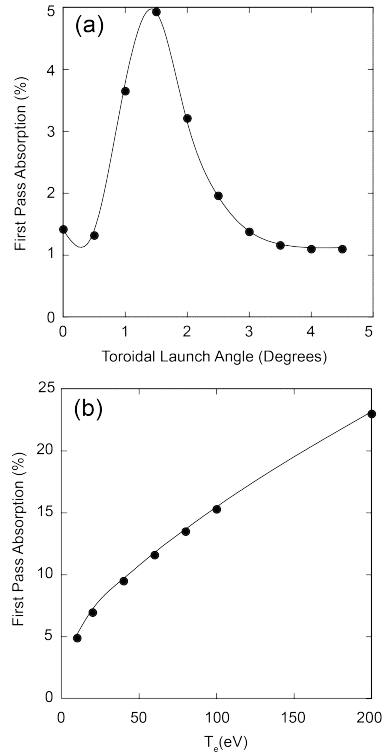 (a)
First Pass Absorption (%)
5
4
3
2
1
0
0 1 2 3 4 5
Toroidal Launch Angle (Degrees)
(b)
First Pass Absorption (%)
25
20
15
10
5
0
0 50 100 150 200
Te(eV)